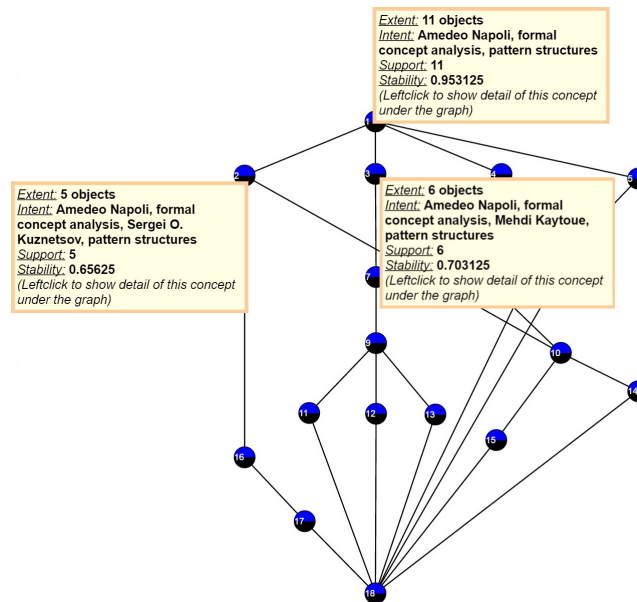 Extent: 11 objects
Intent: Amedeo Napoli, formal
concept analysis, pattern structures
Support: 11
Stability: 0.953125
(Leftclick to show detail of this concept
under the graph)
1
2
3
4
5
Extent: 5 objects
Intent: Amedeo Napoli, formal
concept analysis, Sergei O.
Kuznetsov, pattern structures
Support: 5
Stability: 0.65625
(Leftclick to show detail of this concept
under the graph)
Extent: 6 objects
Intent: Amedeo Napoli, formal
concept analysis, Mehdi Kaytoue,
pattern structures
Support: 6
Stability: 0.703125
(Leftclick to show detail of this concept
under the graph)
7
9
10
14
11
12
13
15
16
17
18